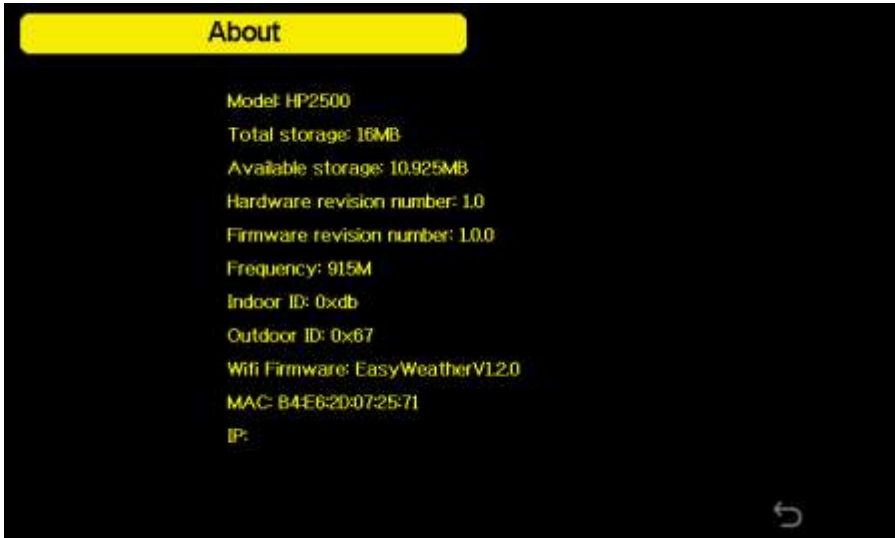 About
Model: HP2500
Total storage: 16MB
Available storage: 10.925MB
Hardware revision number: 1.0
Firmware revision number: 1.0.0
Frequency: 915M
Indoor ID: 0xdb
Outdoor ID: 0x67
Wifi Firmware: EasyWeatherV1.2.0
MAC: B4:E6:2D:07:25:71
IP: